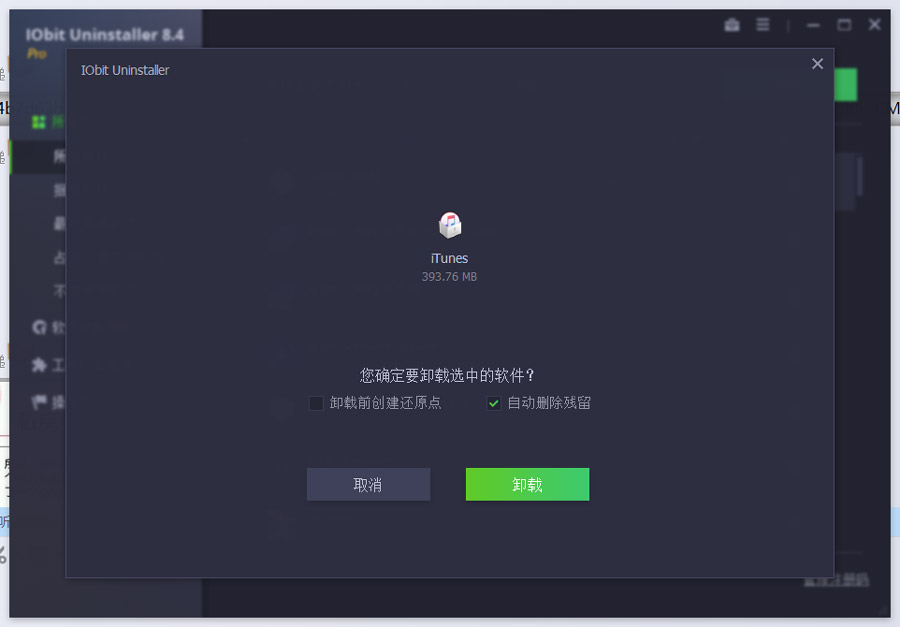 IObit Uninstaller 8.4
Pro
IObit Uninstaller
iTunes
393.76 MB
您确定要卸载选中的软件?
卸载前创建还原点
自动删除残留
取消
卸载